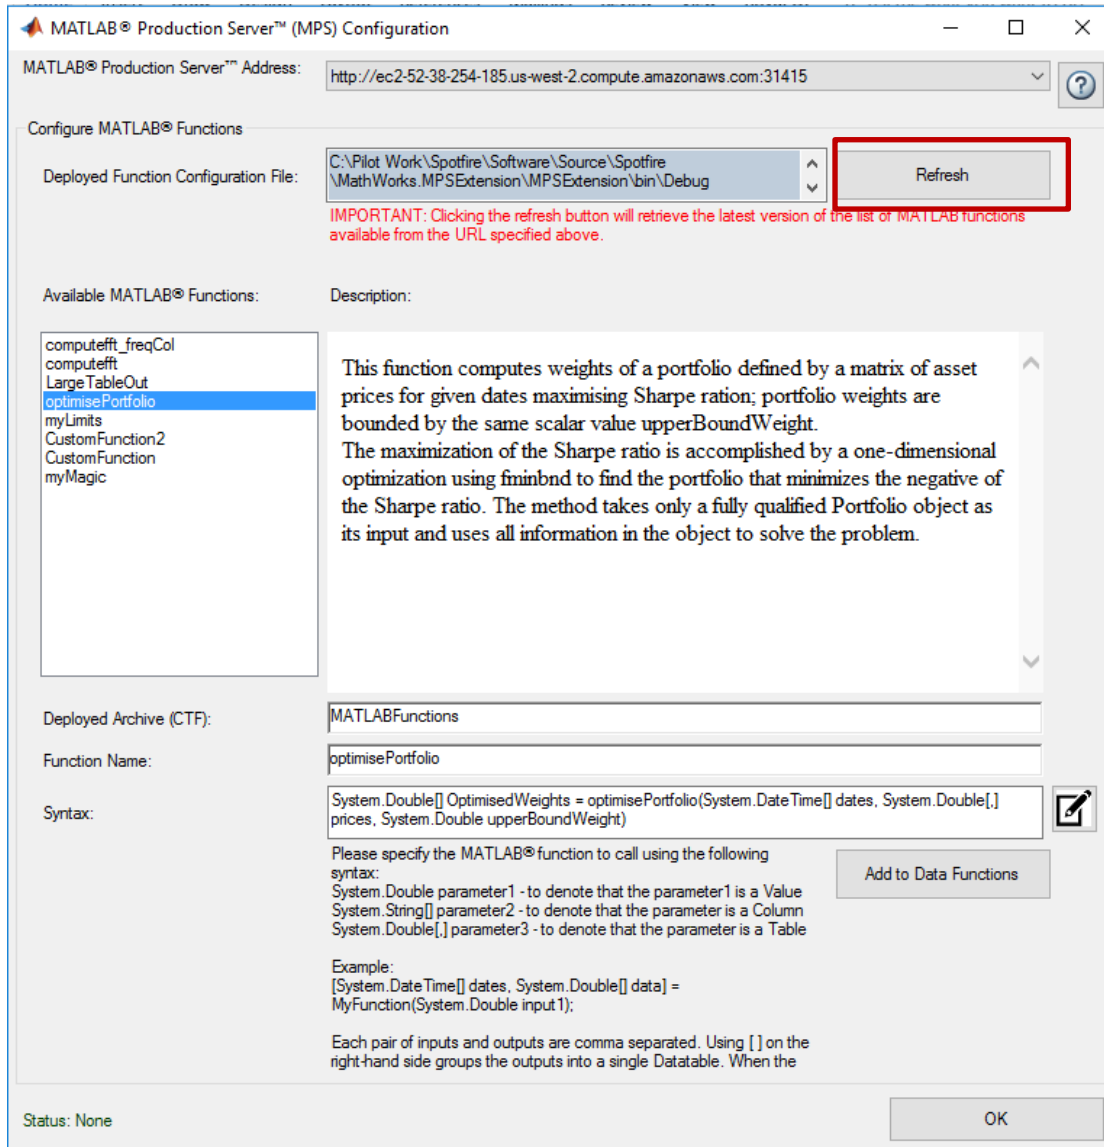 MATLAB® Production Server™ (MPS) Configuration
MATLAB® Production Server™ Address:
http://ec2-52-38-254-185.us-west-2.compute.amazonaws.com:31415
Configure MATLAB® Functions
Deployed Function Configuration File:
C:\Pilot Work\Spotfire\Software\Source\Spotfire
\MathWorks.MPSExtension\MPSExtension\bin\Debug
Refresh
IMPORTANT: Clicking the refresh button will retrieve the latest version of the list of MATLAB functions
available from the URL specified above.
Available MATLAB® Functions:
Description:
computefft_freqCol
computefft
LargeTableOut
optimisePortfolio
myLimits
CustomFunction2
CustomFunction
myMagic
This function computes weights of a portfolio defined by a matrix of asset
prices for given dates maximising Sharpe ration; portfolio weights are
bounded by the same scalar value upperBoundWeight.
The maximization of the Sharpe ratio is accomplished by a one-dimensional
optimization using fminbnd to find the portfolio that minimizes the negative of
the Sharpe ratio. The method takes only a fully qualified Portfolio object as
its input and uses all information in the object to solve the problem.
Deployed Archive (CTF):
MATLABFunctions
Function Name:
optimisePortfolio
Syntax:
System.Double[] OptimisedWeights = optimisePortfolio(System.DateTime[] dates, System.Double[,]
prices, System.Double upperBoundWeight)
Please specify the MATLAB® function to call using the following
syntax:
System.Double parameter1 - to denote that the parameter1 is a Value
System.String[] parameter2 - to denote that the parameter is a Column
System.Double[,] parameter3 - to denote that the parameter is a Table
Add to Data Functions
Example:
[System.DateTime[] dates, System.Double[] data] =
MyFunction(System.Double input1);
Each pair of inputs and outputs are comma separated. Using [ ] on the
right-hand side groups the outputs into a single Datatable. When the
Status: None
OK